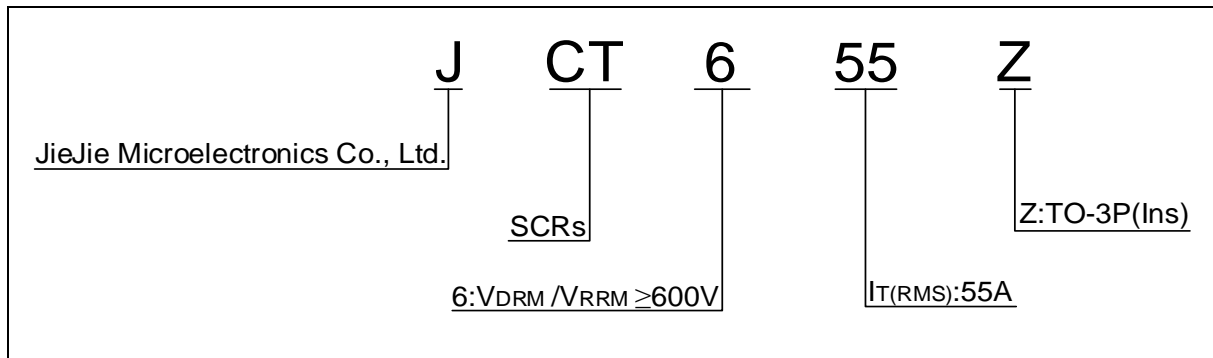 J CT 6 55 Z
JieJie Microelectronics Co., Ltd.
Z:TO-3P(Ins)
SCRs
6:VDRM /VRRM ≥600V
IT(RMS):55A